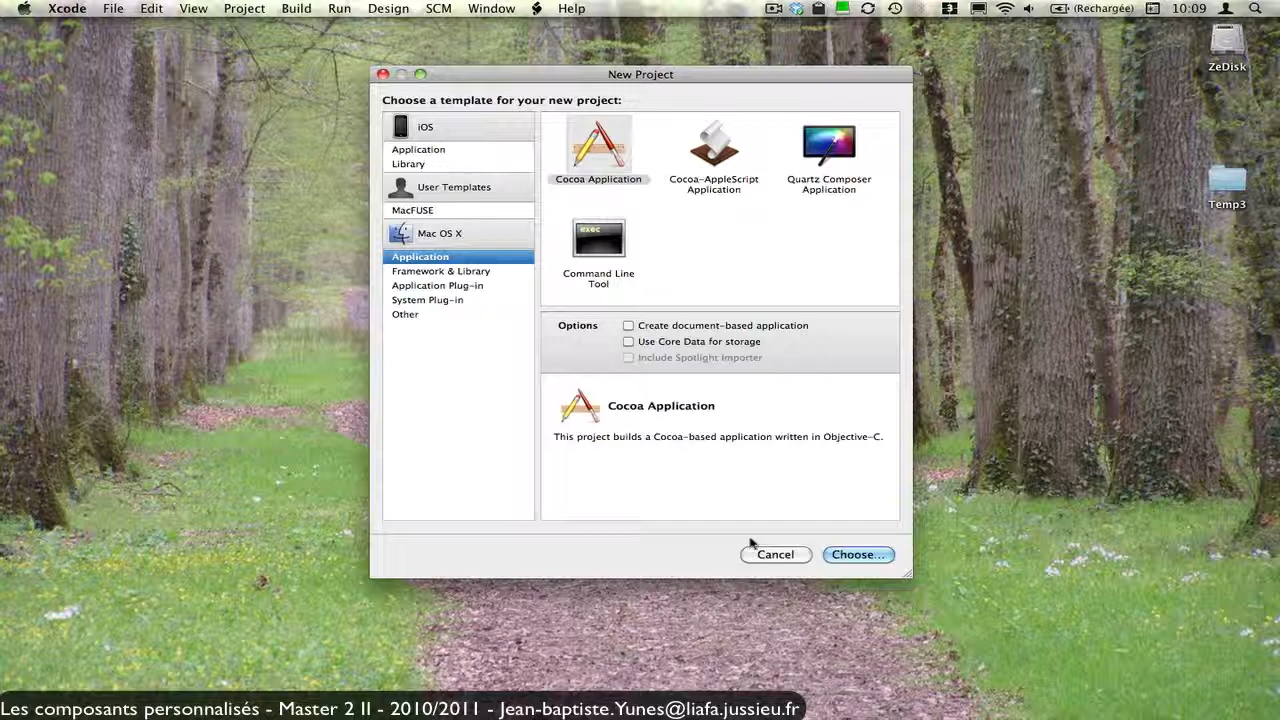 Xcode File Edit View Project Build Run Design SCM Window Help (Rechargée) 10:09
ZeDisk
Temp3
New Project
Choose a template for your new project:
iOS
Application
Library
User Templates
MacFUSE
Mac OS X
Application
Framework & Library
Application Plug-in
System Plug-in
Other
Cocoa Application
Cocoa-AppleScript
Application
Quartz Composer
Application
exec
Command Line
Tool
Options
Create document-based application
Use Core Data for storage
Include Spotlight Importer
Cocoa Application
This project builds a Cocoa-based application written in Objective-C.
Cancel
Choose...
Les composants personnalisés - Master 2 II - 2010/2011 - Jean-baptiste.Yunes@liafa.jussieu.fr